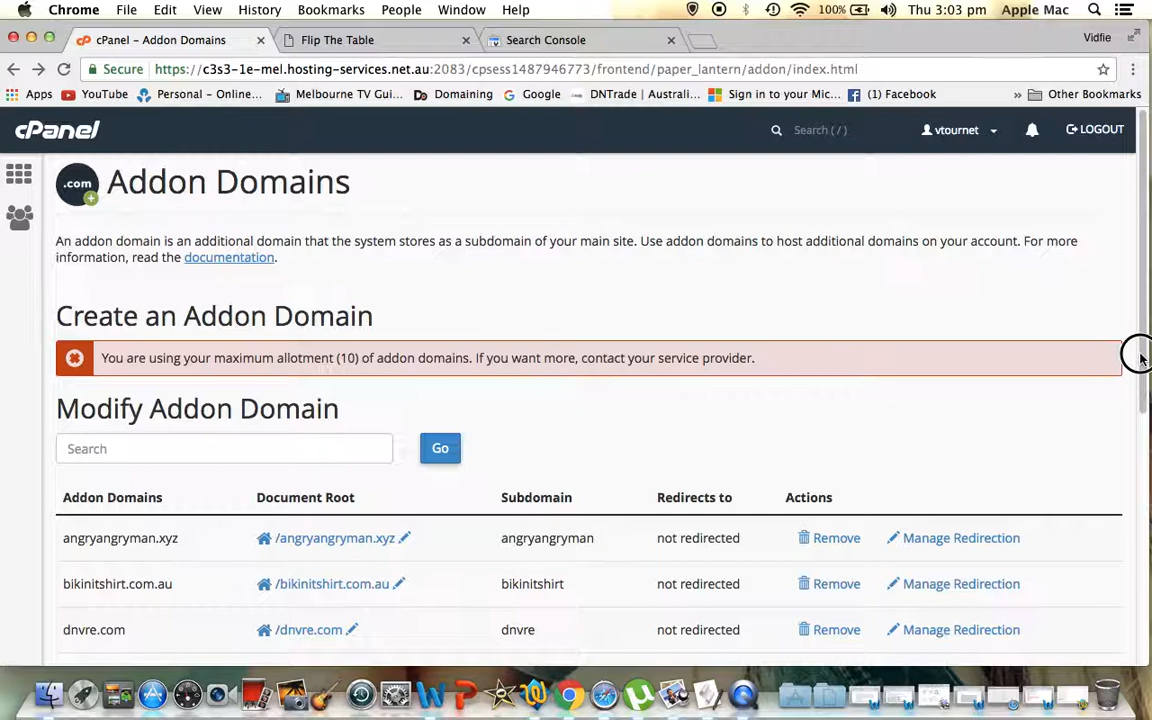 Chrome File Edit View History Bookmarks People Window Help 100% Thu 3:03 pm Apple Mac
cPanel – Addon Domains Flip The Table Search Console Vidfie
Secure https://c3s3-1e-mel.hosting-services.net.au:2083/cpsess1487946773/frontend/paper_lantern/addon/index.html
Apps YouTube Personal – Online... Melbourne TV Gui... Domaining Google DNTrade | Australi... Sign in to your Mic... (1) Facebook » Other Bookmarks
cPanel Search ( / ) vtournet LOGOUT
.com Addon Domains
An addon domain is an additional domain that the system stores as a subdomain of your main site. Use addon domains to host additional domains on your account. For more
information, read the documentation.
Create an Addon Domain
You are using your maximum allotment (10) of addon domains. If you want more, contact your service provider.
Modify Addon Domain
Search Go
Addon Domains Document Root Subdomain Redirects to Actions
angryangryman.xyz /angryangryman.xyz angryangryman not redirected Remove Manage Redirection
bikinitshirt.com.au /bikinitshirt.com.au bikinitshirt not redirected Remove Manage Redirection
dnvre.com /dnvre.com dnvre not redirected Remove Manage Redirection